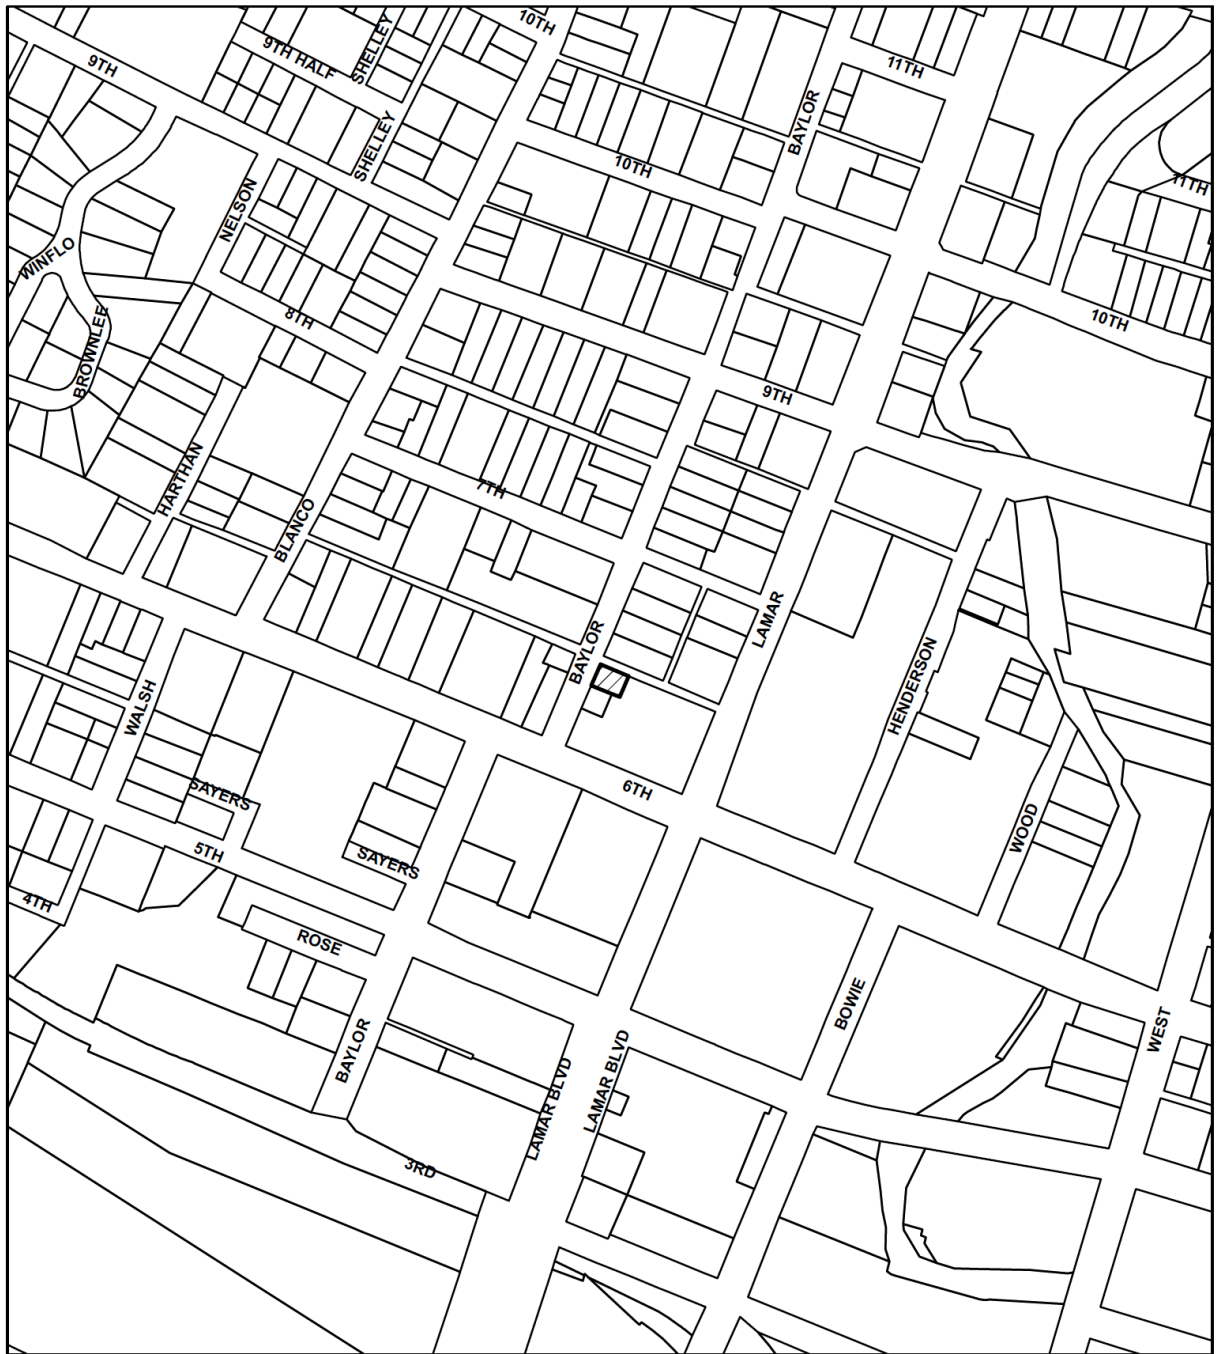 10TH
SHELLEY
9TH HALF
9TH
11TH
BAYLOR
SHELLEY
10TH
11TH
NELSON
WINFLO
8TH
10TH
BROWNLEE
9TH
HARTHAN
7TH
BLANCO
LAMAR
BAYLOR
HENDERSON
WALSH
6TH
SAYERS
WOOD
5TH
SAYERS
4TH
ROSE
BOWIE
WEST
BAYLOR
LAMAR BLVD
LAMAR BLVD
3RD